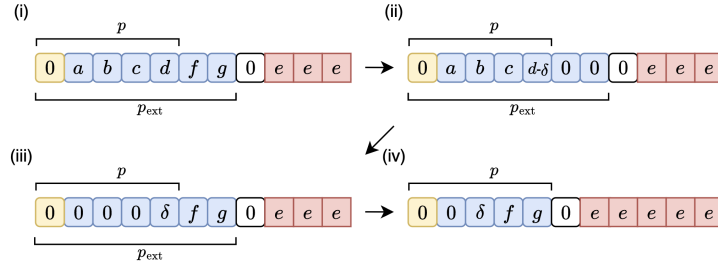 (i)
p
0 a b c d f g 0 e e e
p_ext
(ii)
p
0 a b c d-δ 0 0 0 e e e
p_ext
(iii)
p
0 0 0 0 δ f g 0 e e e
p_ext
(iv)
p
0 0 δ f g 0 e e e e e